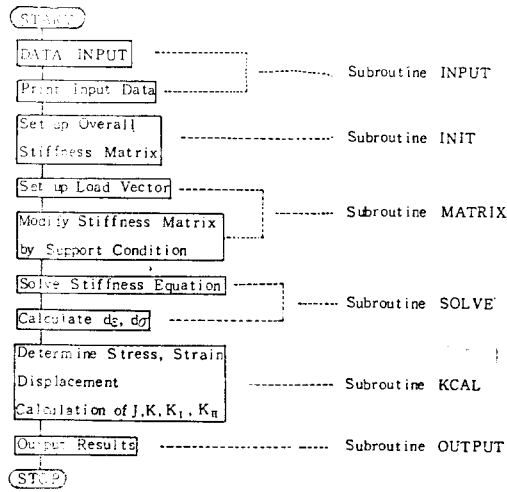 START
DATA INPUT
Print Input Data
Subroutine INPUT
Set up Overall
Stiffness Matrix
Subroutine INIT
Set up Load Vector
Modify Stiffness Matrix
by Support Condition
Subroutine MATRIX
Solve Stiffness Equation
Calculate dε, dσ
Subroutine SOLVE
Determine Stress, Strain
Displacement
Calculation of J, K, K_I, K_II
Subroutine KCAL
Output Results
Subroutine OUTPUT
STOP